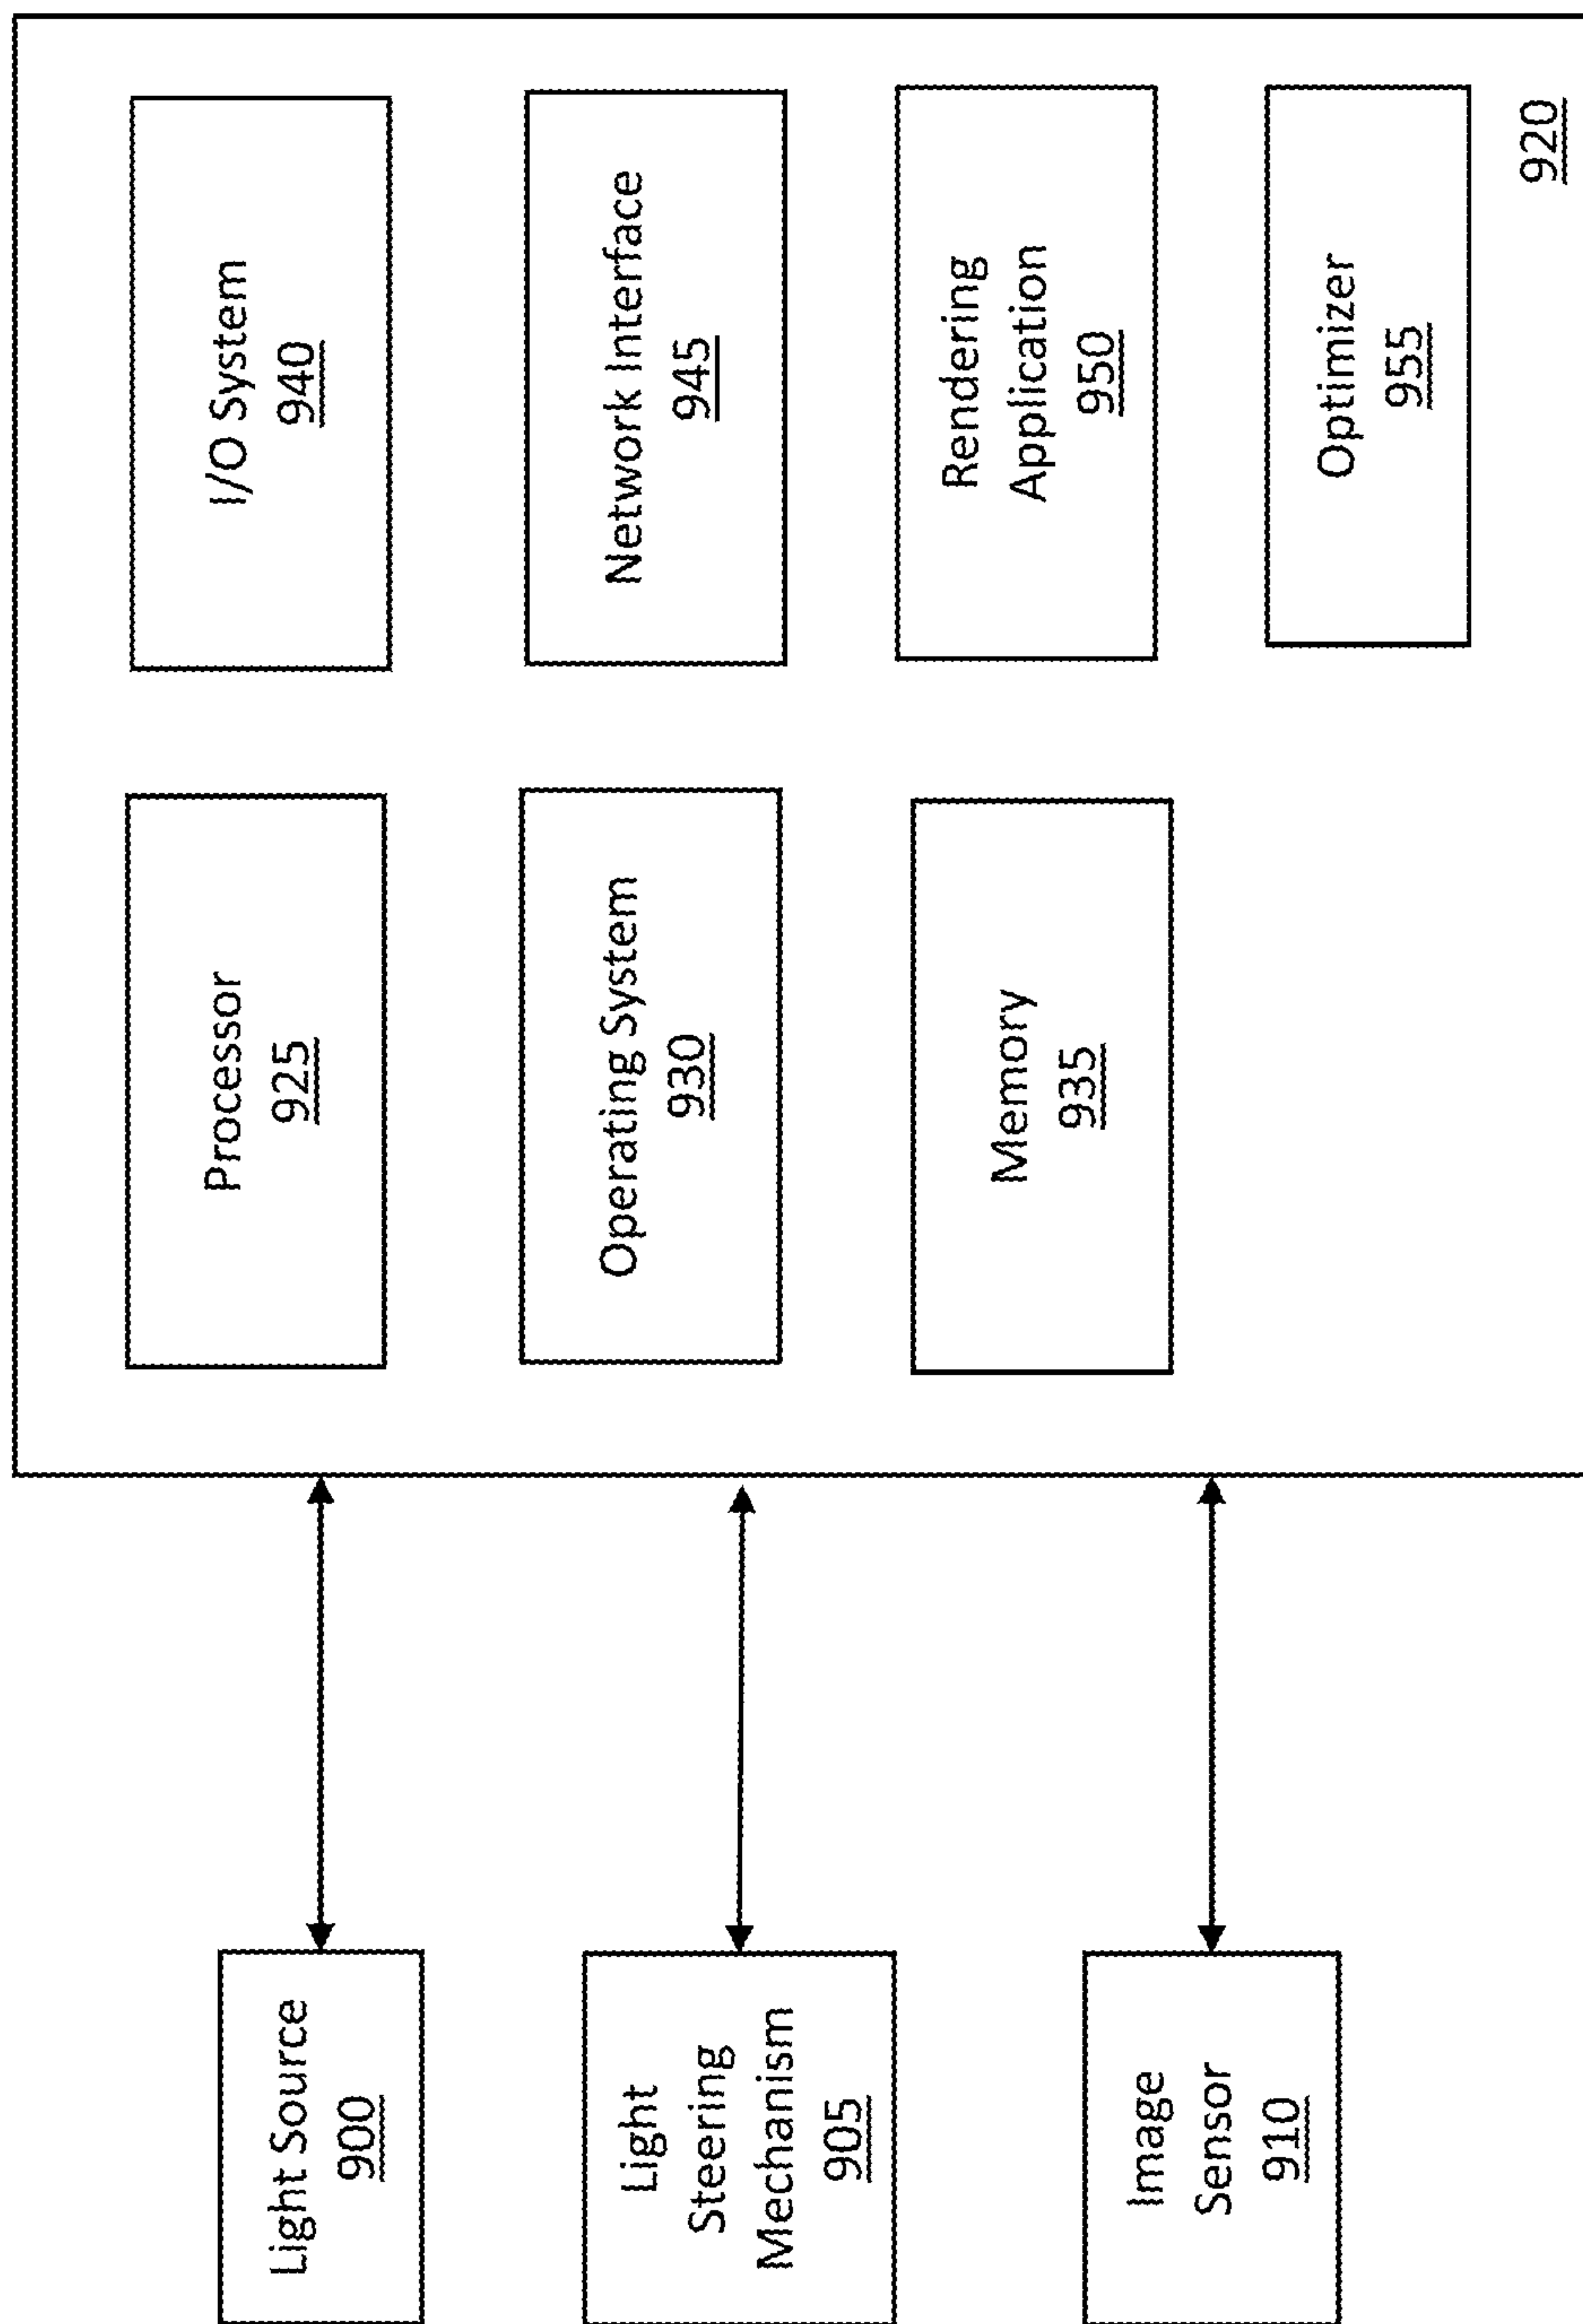 Light Source
900
Light
Steering
Mechanism
905
Image
Sensor
910
Processor
925
Operating System
930
Memory
935
I/O System
940
Network Interface
945
Rendering
Application
950
Optimizer
955
920